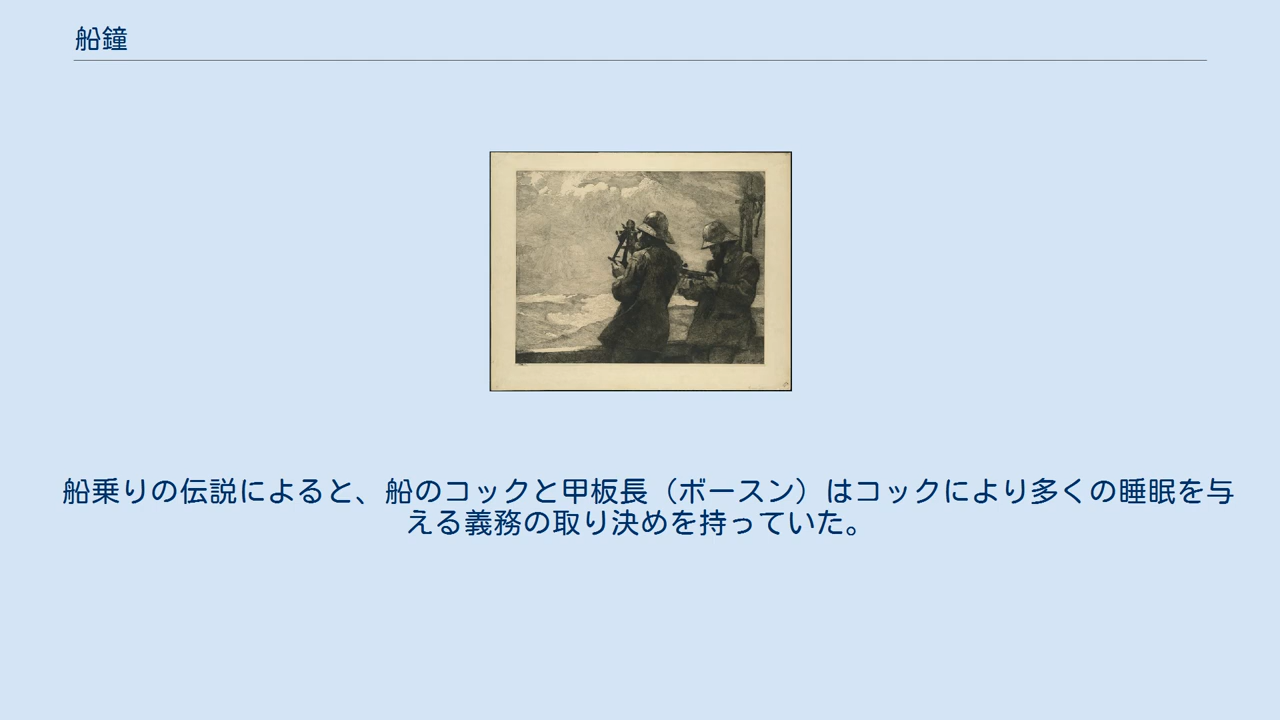 船鐘
船乗りの伝説によると、船のコックと甲板長（ボースン）はコックにより多くの睡眠を与
える義務の取り決めを持っていた。